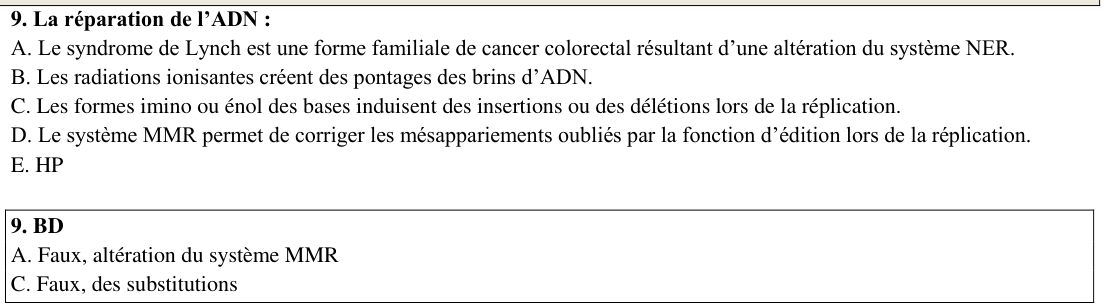 9. La réparation de l’ADN :
A. Le syndrome de Lynch est une forme familiale de cancer colorectal résultant d’une altération du système NER.
B. Les radiations ionisantes créent des pontages des brins d’ADN.
C. Les formes imino ou énol des bases induisent des insertions ou des délétions lors de la réplication.
D. Le système MMR permet de corriger les mésappariements oubliés par la fonction d’édition lors de la réplication.
E. HP
9. BD
A. Faux, altération du système MMR
C. Faux, des substitutions